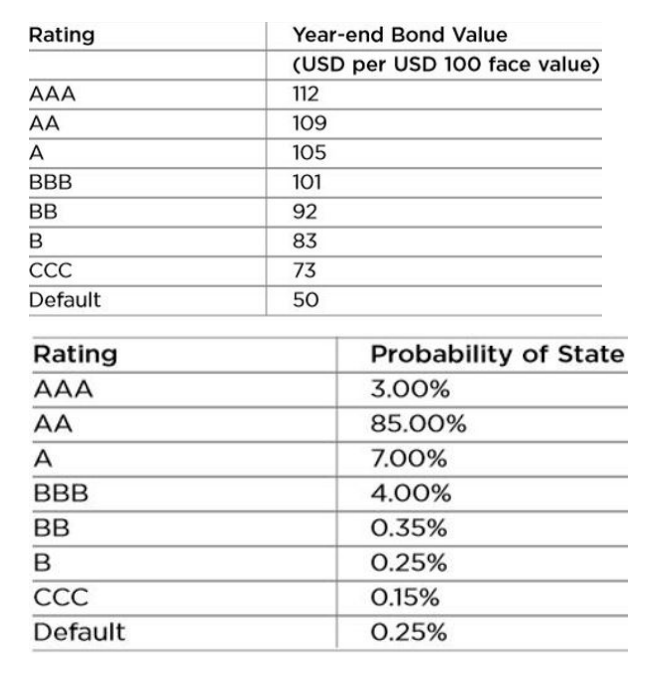 Rating Year-end Bond Value
(USD per USD 100 face value)
AAA 112
AA 109
A 105
BBB 101
BB 92
B 83
CCC 73
Default 50
Rating Probability of State
AAA 3.00%
AA 85.00%
A 7.00%
BBB 4.00%
BB 0.35%
B 0.25%
CCC 0.15%
Default 0.25%